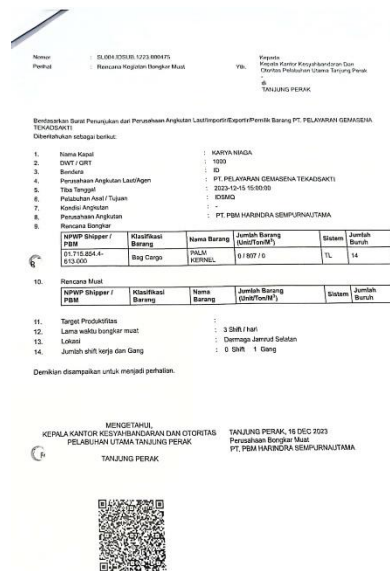 Nomor : SL004.IDSUB.1223.000475
Perihal : Rencana Kegiatan Bongkar Muat
Kepada
Yth. Kepala Kantor Kesyahbandaran Dan
Otoritas Pelabuhan Utama Tanjung Perak
-
di
TANJUNG PERAK
Berdasarkan Surat Penunjukan dari Perusahaan Angkutan Laut/Importir/Exportir/Pemilik Barang PT. PELAYARAN GEMASENA
TEKADSAKTI
Diberitahukan sebagai berikut:
1. Nama Kapal : KARYA NIAGA
2. DWT / GRT : 1000
3. Bendera : ID
4. Perusahaan Angkutan Laut/Agen : PT. PELAYARAN GEMASENA TEKADSAKTI
5. Tiba Tanggal : 2023-12-15 15:00:00
6. Pelabuhan Asal / Tujuan : IDSMQ
7. Kondisi Angkutan : -
8. Perusahaan Angkutan : PT. PBM HARINDRA SEMPURNAUTAMA
9. Rencana Bongkar
NPWP Shipper / PBM Klasifikasi Barang Nama Barang Jumlah Barang (Unit/Ton/M³) Sistem Jumlah Buruh
01.715.854.4-613.000 Bag Cargo PALM KERNEL 0 / 807 / 0 TL 14
10. Rencana Muat
NPWP Shipper / PBM Klasifikasi Barang Nama Barang Jumlah Barang (Unit/Ton/M³) Sistem Jumlah Buruh
11. Target Produktifitas :
12. Lama waktu bongkar muat : 3 Shift / hari
13. Lokasi : Dermaga Jamrud Selatan
14. Jumlah shift kerja dan Gang : 0 Shift 1 Gang
Demikian disampaikan untuk menjadi perhatian.
MENGETAHUI,
KEPALA KANTOR KESYAHBANDARAN DAN OTORITAS
PELABUHAN UTAMA TANJUNG PERAK
TANJUNG PERAK
TANJUNG PERAK, 16 DEC 2023
Perusahaan Bongkar Muat
PT, PBM HARINDRA SEMPURNAUTAMA